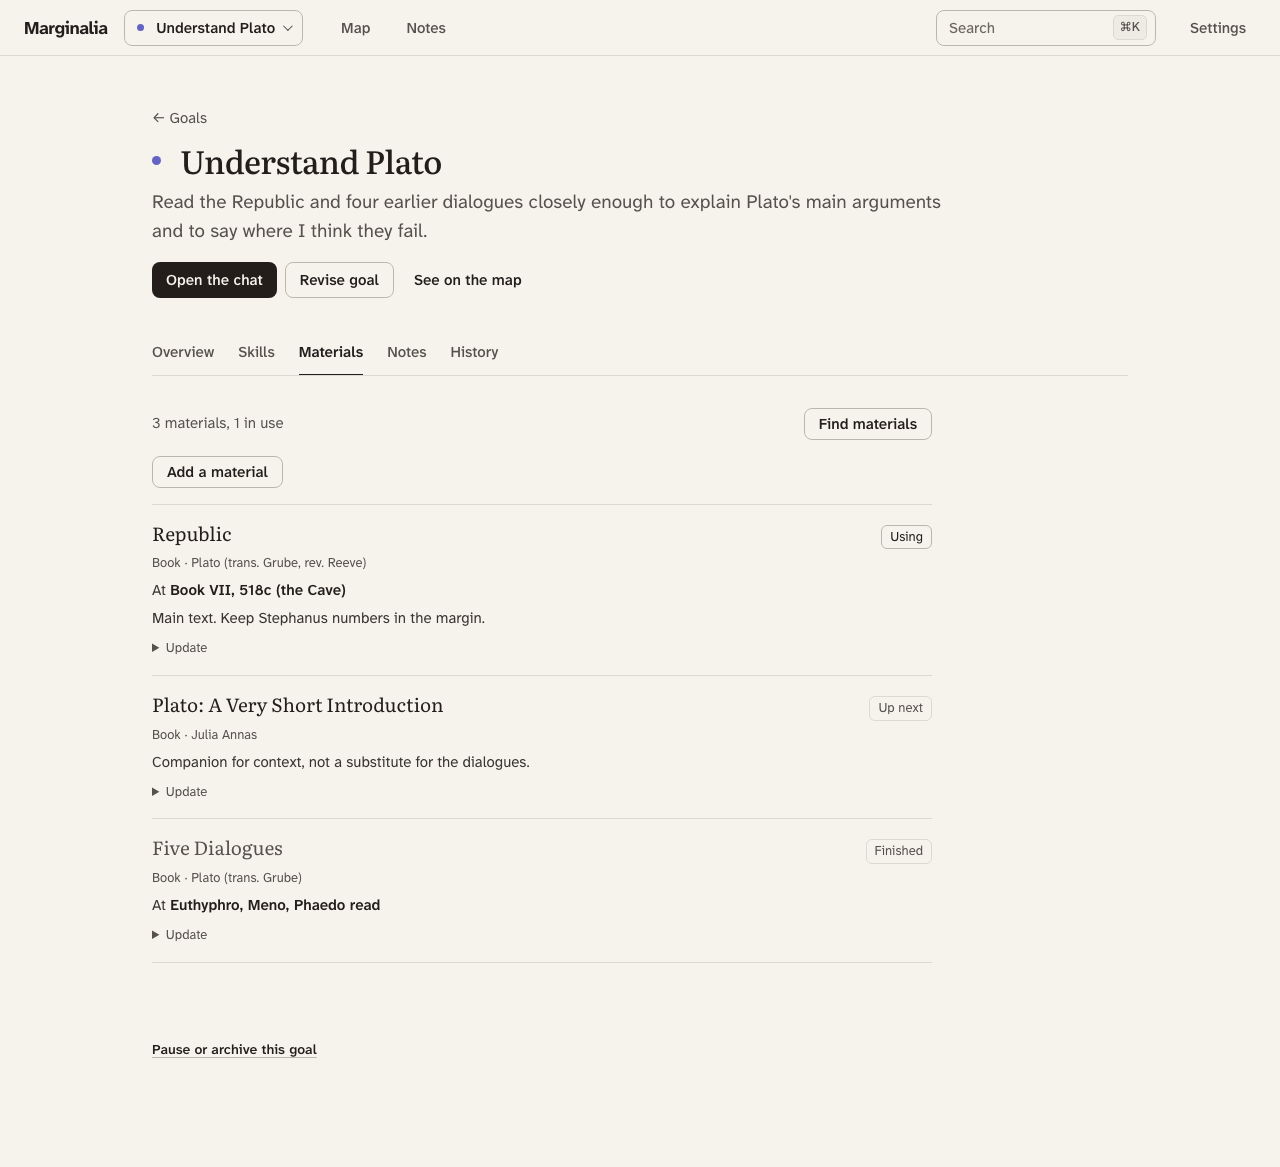 Marginalia
Understand Plato
Map
Notes
Search
⌘K
Settings
← Goals
Understand Plato
Read the Republic and four earlier dialogues closely enough to explain Plato's main arguments
and to say where I think they fail.
Open the chat
Revise goal
See on the map
Overview
Skills
Materials
Notes
History
3 materials, 1 in use
Find materials
Add a material
Republic
Using
Book · Plato (trans. Grube, rev. Reeve)
At Book VII, 518c (the Cave)
Main text. Keep Stephanus numbers in the margin.
Update
Plato: A Very Short Introduction
Up next
Book · Julia Annas
Companion for context, not a substitute for the dialogues.
Update
Five Dialogues
Finished
Book · Plato (trans. Grube)
At Euthyphro, Meno, Phaedo read
Update
Pause or archive this goal